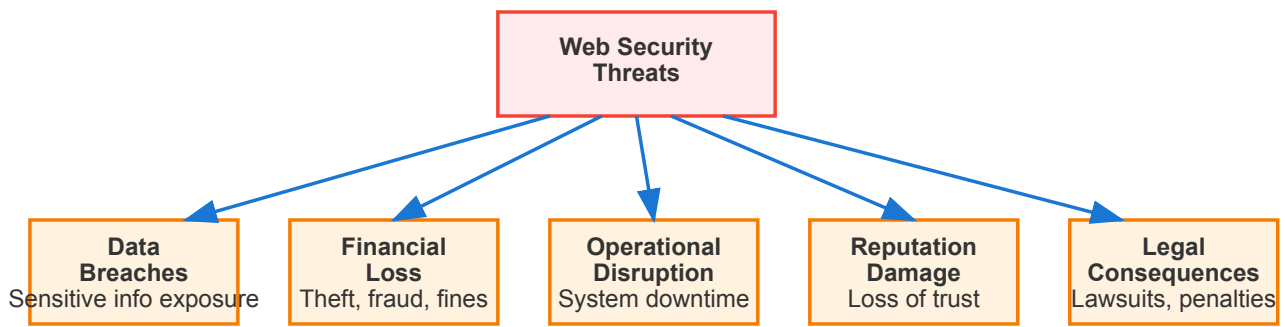 Web Security
Threats
Data
Breaches
Sensitive info exposure
Financial
Loss
Theft, fraud, fines
Operational
Disruption
System downtime
Reputation
Damage
Loss of trust
Legal
Consequences
Lawsuits, penalties